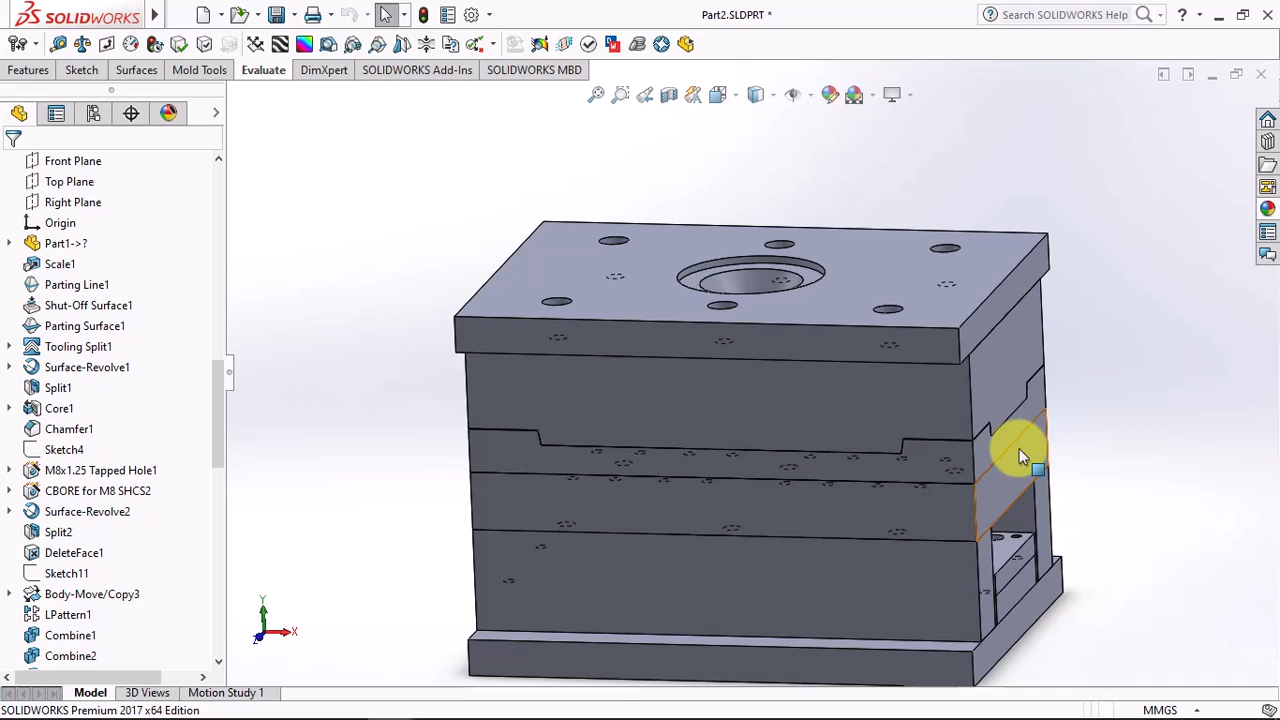 SOLIDWORKS
Part2.SLDPRT *
Search SOLIDWORKS Help
Features
Sketch
Surfaces
Mold Tools
Evaluate
DimXpert
SOLIDWORKS Add-Ins
SOLIDWORKS MBD
Front Plane
Top Plane
Right Plane
Origin
Part1->?
Scale1
Parting Line1
Shut-Off Surface1
Parting Surface1
Tooling Split1
Surface-Revolve1
Split1
Core1
Chamfer1
Sketch4
M8x1.25 Tapped Hole1
CBORE for M8 SHCS2
Surface-Revolve2
Split2
DeleteFace1
Sketch11
Body-Move/Copy3
LPattern1
Combine1
Combine2
Y
X
Z
Model
3D Views
Motion Study 1
SOLIDWORKS Premium 2017 x64 Edition
MMGS